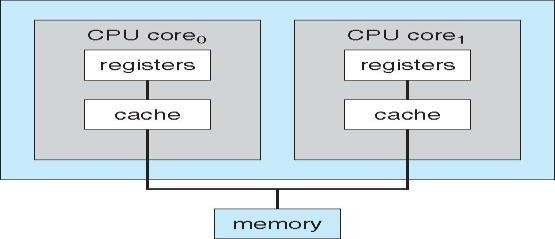 CPU core₀
registers
cache
CPU core₁
registers
cache
memory